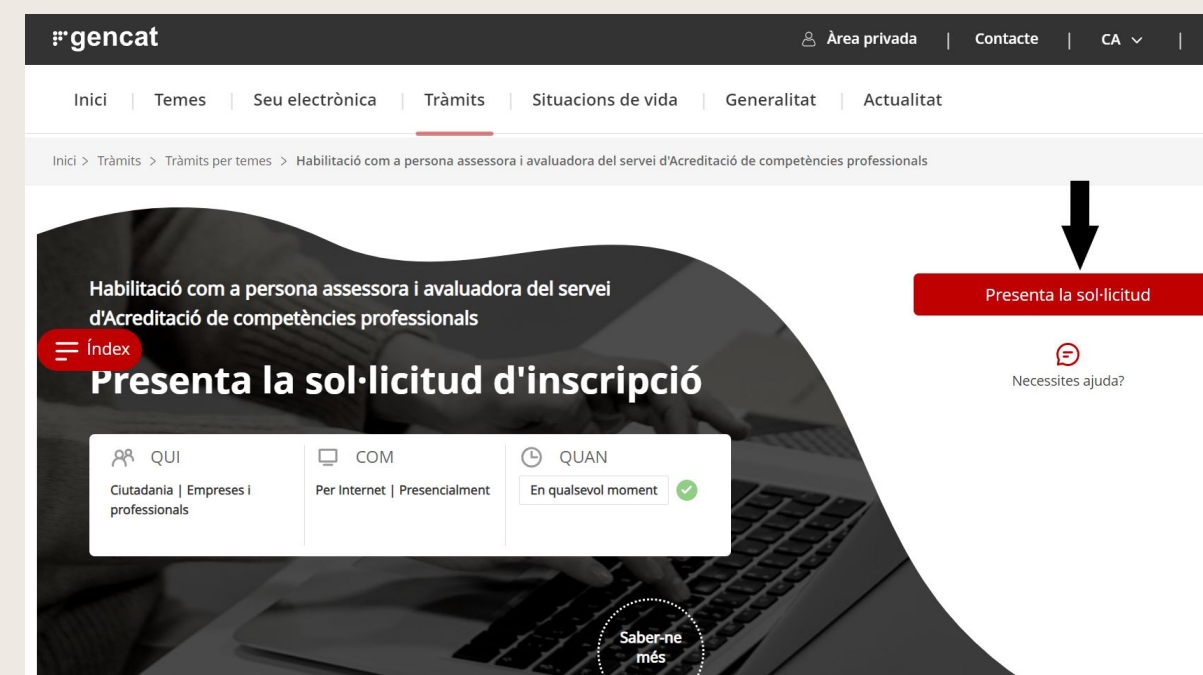 gencat
Àrea privada | Contacte | CA |
Inici | Temes | Seu electrònica | Tràmits | Situacions de vida | Generalitat | Actualitat
Inici > Tràmits > Tràmits per temes > Habilitació com a persona assessora i avaluadora del servei d'Acreditació de competències professionals
Habilitació com a persona assessora i avaluadora del servei
d'Acreditació de competències professionals
Índex
Presenta la sol·licitud d'inscripció
QUI
Ciutadania | Empreses i
professionals
COM
Per Internet | Presencialment
QUAN
En qualsevol moment
Saber-ne
més
Presenta la sol·licitud
Necessites ajuda?